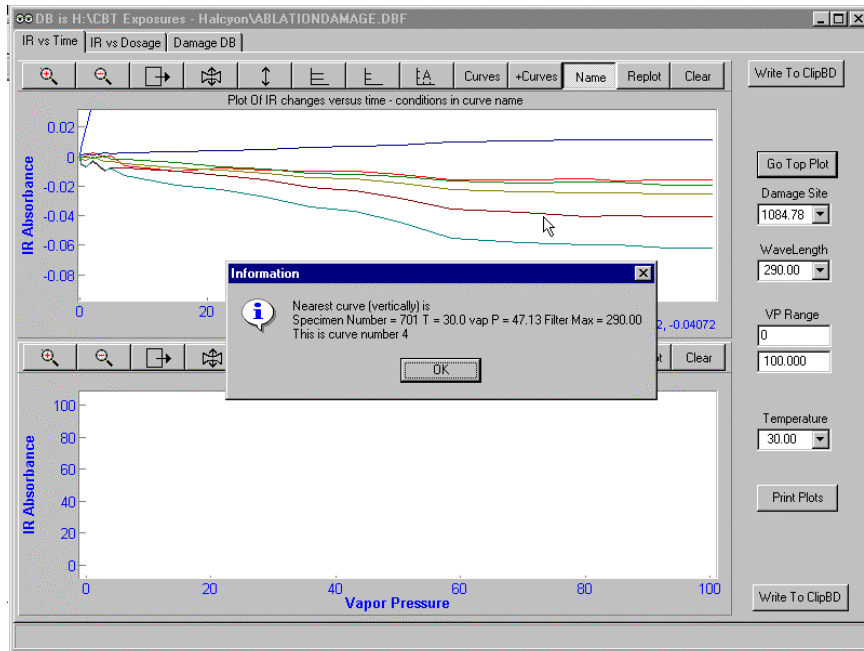 DB is H:\CBT Exposures - Halcyon\ABLATIONDAMAGE.DBF
IR vs Time IR vs Dosage Damage DB
Curves +Curves Name Replot Clear
Write To ClipBD
Plot Of IR changes versus time - conditions in curve name
0.02
0
-0.02
-0.04
-0.06
-0.08
IR Absorbance
0 20
2, -0.04072
Go Top Plot
Damage Site
1084.78
WaveLength
290.00
VP Range
0
100.000
Temperature
30.00
Print Plots
Write To ClipBD
Information
Nearest curve (vertically) is
Specimen Number = 701 T = 30.0 vap P = 47.13 Filter Max = 290.00
This is curve number 4
OK
Clear
100
80
60
40
20
0
IR Absorbance
0 20 40 60 80 100
Vapor Pressure